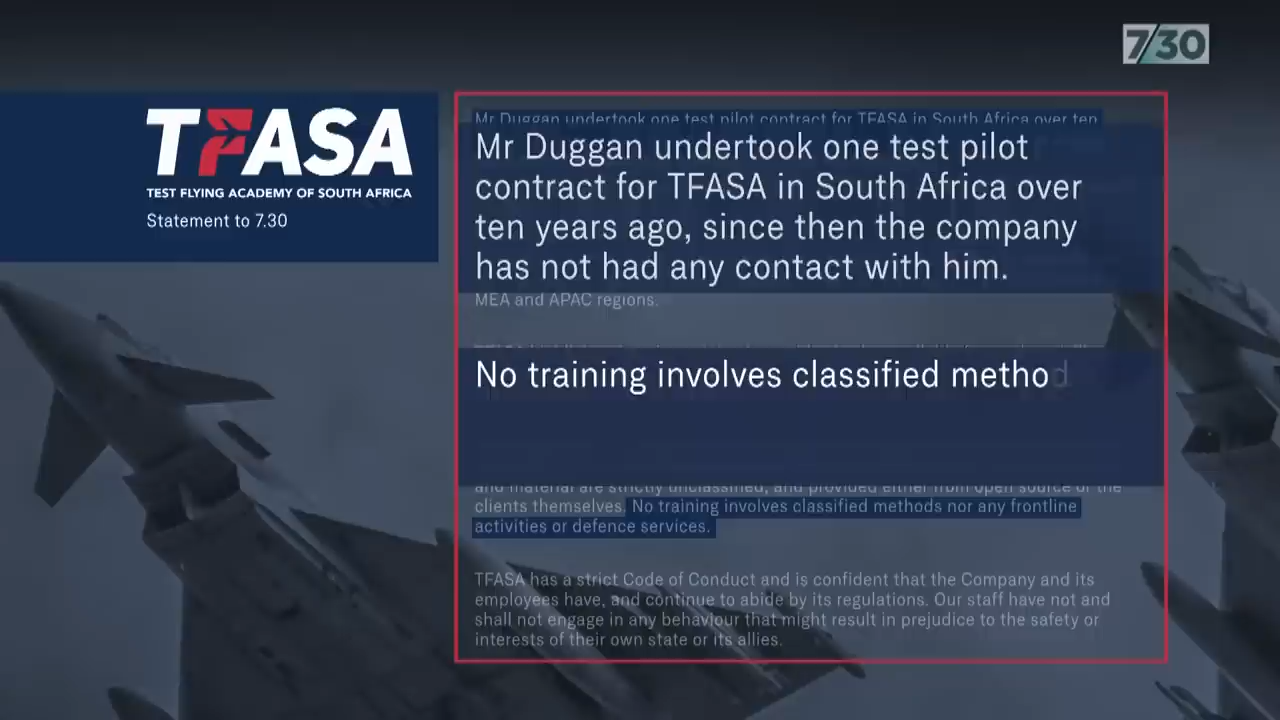 7/30
TFASA
TEST FLYING ACADEMY OF SOUTH AFRICA
Statement to 7.30
Mr Duggan undertook one test pilot contract for TFASA in South Africa over ten
Mr Duggan undertook one test pilot
contract for TFASA in South Africa over
ten years ago, since then the company
has not had any contact with him.
MEA and APAC regions.
No training involves classified method
and material are strictly unclassified, and provided either from open source or the
clients themselves. No training involves classified methods nor any frontline
activities or defence services.
TFASA has a strict Code of Conduct and is confident that the Company and its
employees have, and continue to abide by its regulations. Our staff have not and
shall not engage in any behaviour that might result in prejudice to the safety or
interests of their own state or its allies.